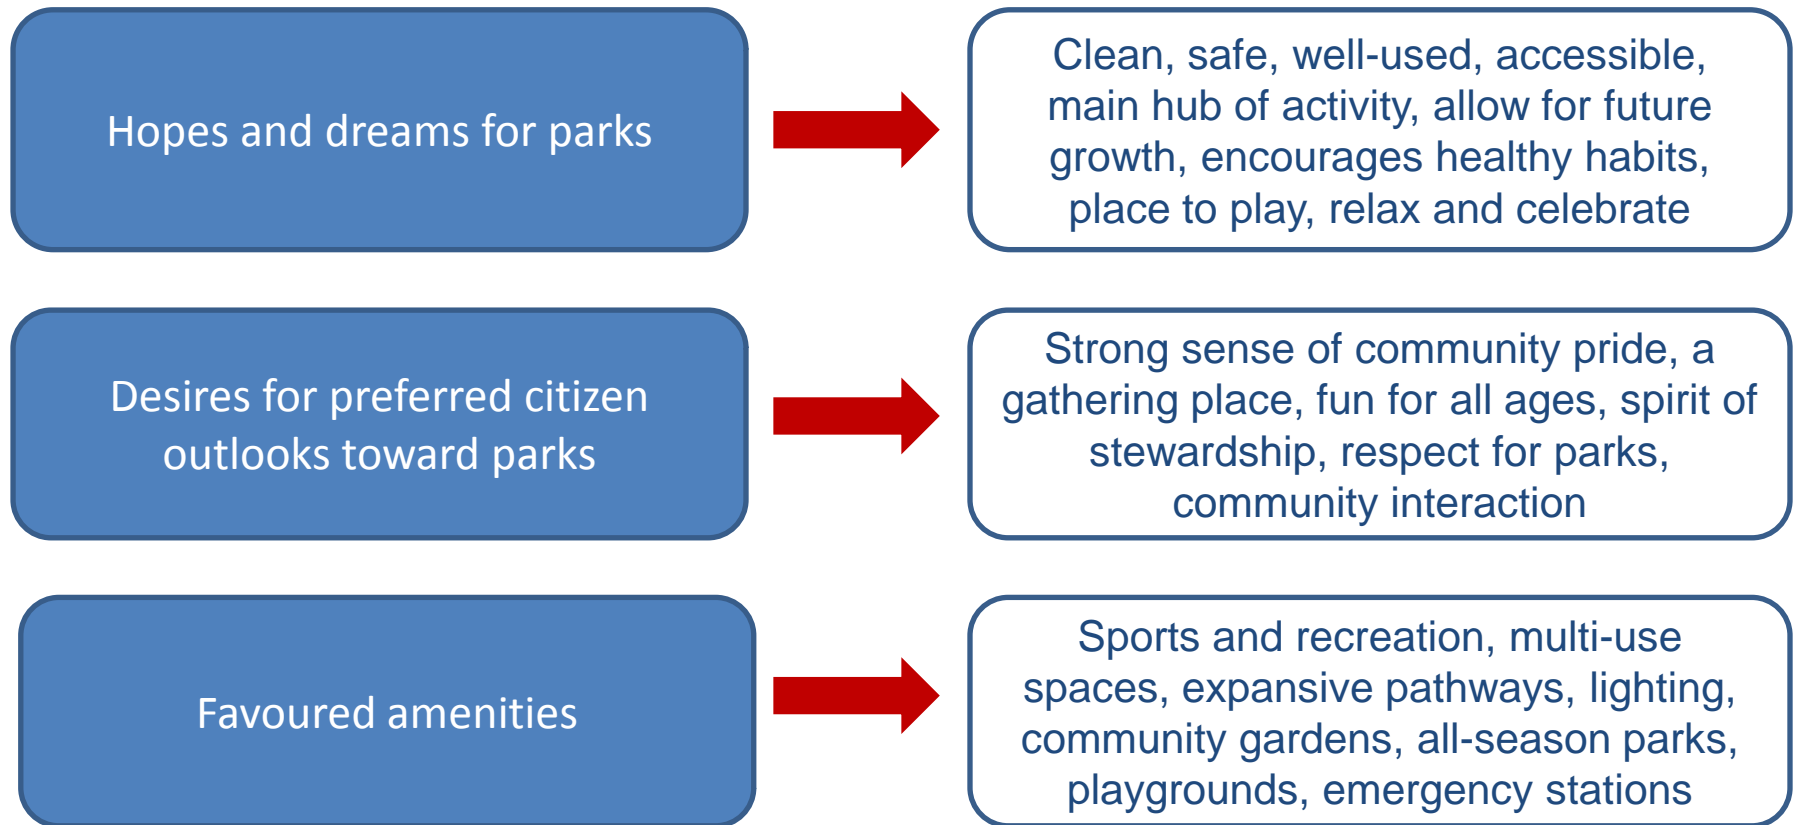 Hopes and dreams for parks
Clean, safe, well-used, accessible,
main hub of activity, allow for future
growth, encourages healthy habits,
place to play, relax and celebrate
Desires for preferred citizen
outlooks toward parks
Strong sense of community pride, a
gathering place, fun for all ages, spirit of
stewardship, respect for parks,
community interaction
Favoured amenities
Sports and recreation, multi-use
spaces, expansive pathways, lighting,
community gardens, all-season parks,
playgrounds, emergency stations